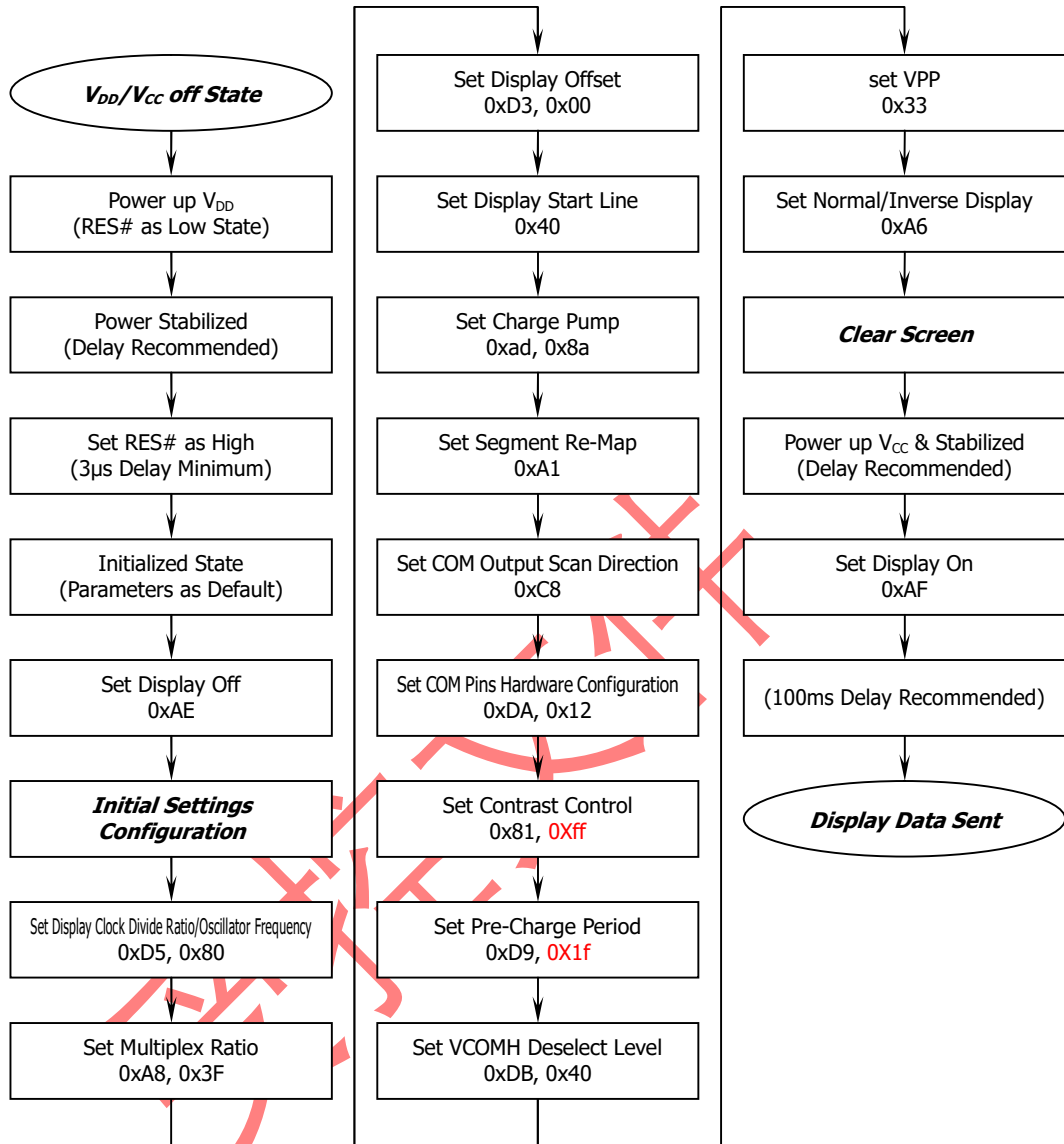 V_DD/V_CC off State
Power up V_DD
(RES# as Low State)
Power Stabilized
(Delay Recommended)
Set RES# as High
(3µs Delay Minimum)
Initialized State
(Parameters as Default)
Set Display Off
0xAE
Initial Settings
Configuration
Set Display Clock Divide Ratio/Oscillator Frequency
0xD5, 0x80
Set Multiplex Ratio
0xA8, 0x3F
Set Display Offset
0xD3, 0x00
Set Display Start Line
0x40
Set Charge Pump
0xad, 0x8a
Set Segment Re-Map
0xA1
Set COM Output Scan Direction
0xC8
Set COM Pins Hardware Configuration
0xDA, 0x12
Set Contrast Control
0x81, 0Xff
Set Pre-Charge Period
0xD9, 0X1f
Set VCOMH Deselect Level
0xDB, 0x40
set VPP
0x33
Set Normal/Inverse Display
0xA6
Clear Screen
Power up V_CC & Stabilized
(Delay Recommended)
Set Display On
0xAF
(100ms Delay Recommended)
Display Data Sent